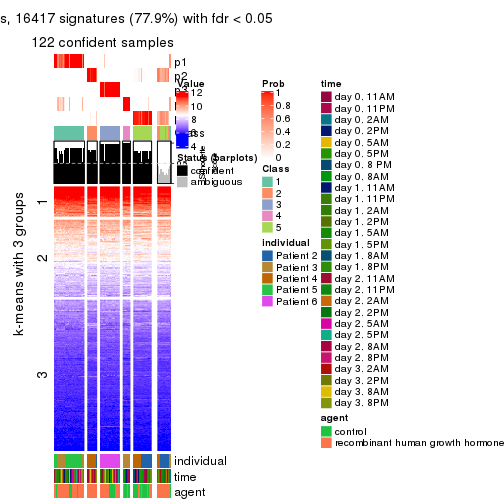 s, 16417 signatures (77.9%) with fdr < 0.05
122 confident samples
p1
p2
p3
Value
12
10
8
6
4
Status (barplots)
confident
ambiguous
k-means with 3 groups
1
2
3
individual
time
agent
Prob
1
0.8
0.6
0.4
0.2
0
Class
1
2
3
4
5
individual
Patient 2
Patient 3
Patient 4
Patient 5
Patient 6
time
day 0. 11AM
day 0. 11PM
day 0. 2AM
day 0. 2PM
day 0. 5AM
day 0. 5PM
day 0. 8 PM
day 0. 8AM
day 1. 11AM
day 1. 11PM
day 1. 2AM
day 1. 2PM
day 1. 5AM
day 1. 5PM
day 1. 8AM
day 1. 8PM
day 2. 11AM
day 2. 11PM
day 2. 2AM
day 2. 2PM
day 2. 5AM
day 2. 5PM
day 2. 8AM
day 2. 8PM
day 3. 2AM
day 3. 2PM
day 3. 8AM
day 3. 8PM
agent
control
recombinant human growth hormone